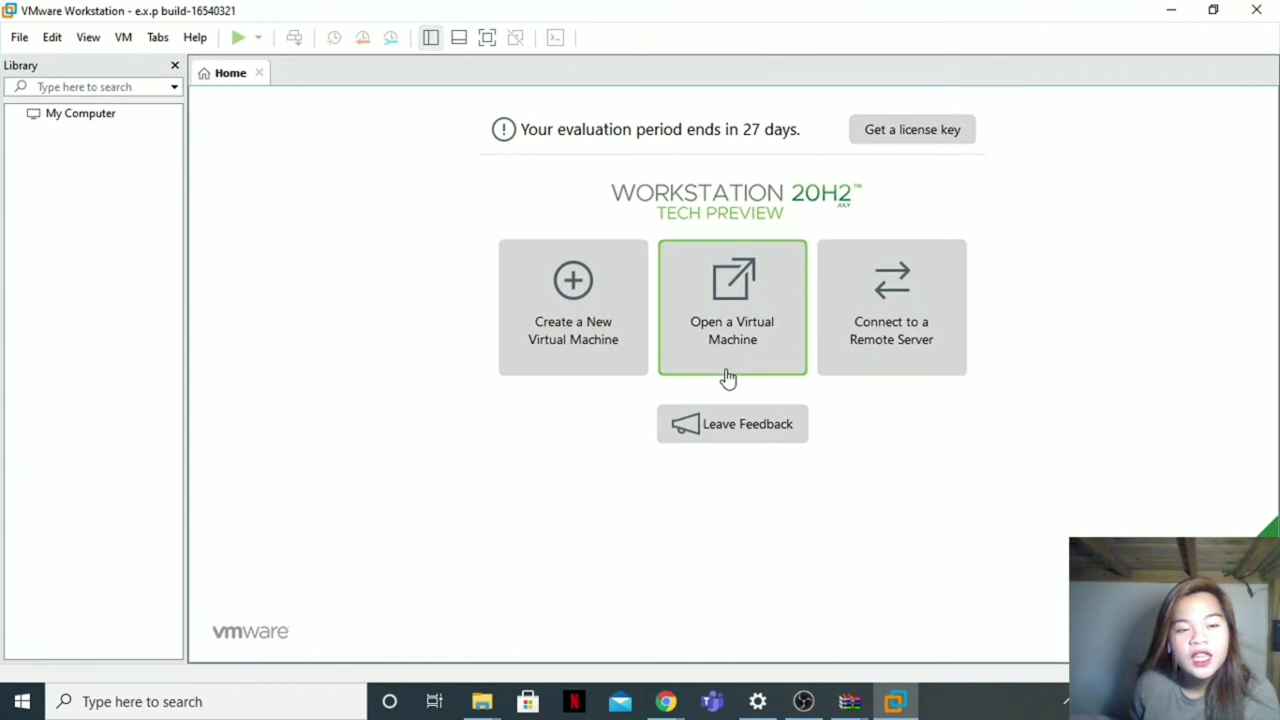 VMware Workstation - e.x.p build-16540321
File Edit View VM Tabs Help
Library
Type here to search
My Computer
Home
Your evaluation period ends in 27 days.
Get a license key
WORKSTATION 20H2™
JULY
TECH PREVIEW
Create a New
Virtual Machine
Open a Virtual
Machine
Connect to a
Remote Server
Leave Feedback
vmware
Type here to search